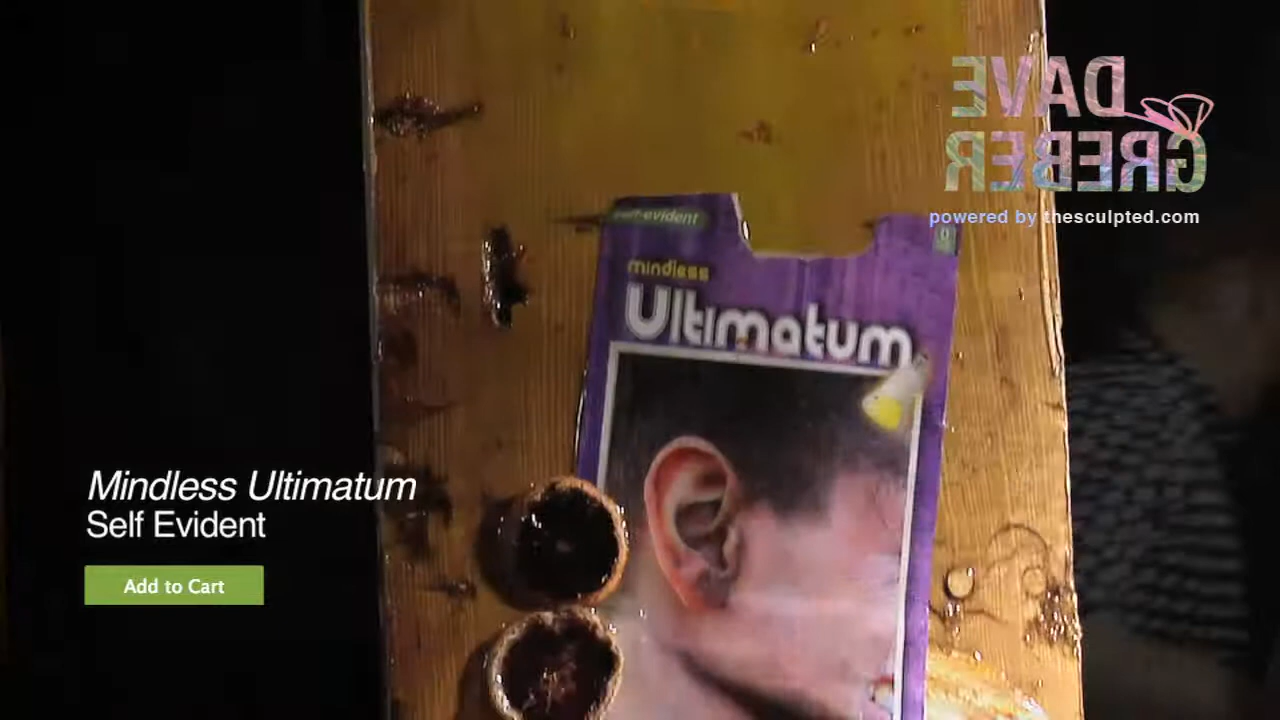 DAVE
GREBER
powered by thesculpted.com
self-evident
mindless
Ultimatum
Mindless Ultimatum
Self Evident
Add to Cart